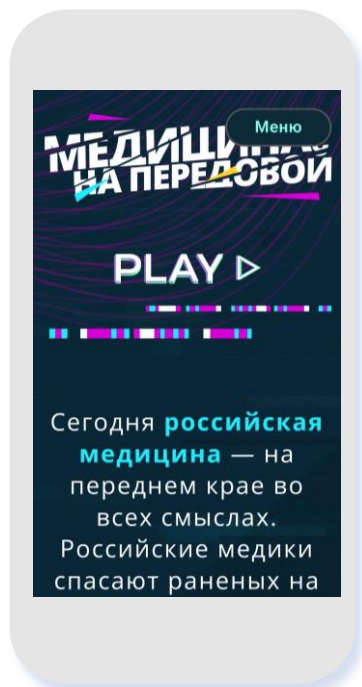 Меню
МЕДИЦИНА
НА ПЕРЕДОВОЙ
PLAY
Сегодня российская
медицина — на
переднем крае во
всех смыслах.
Российские медики
спасают раненых на